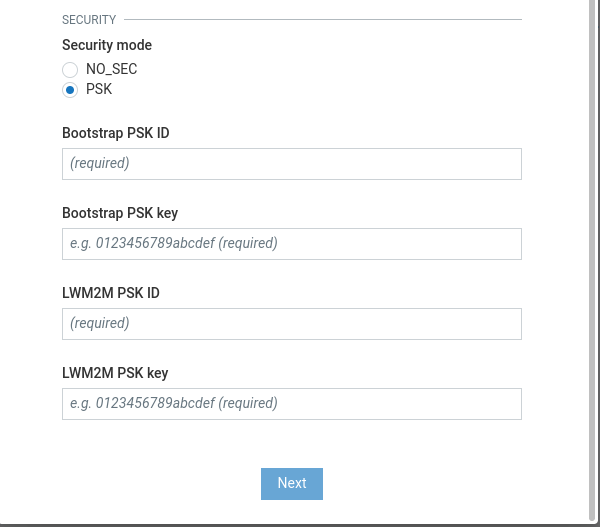 SECURITY
Security mode
NO_SEC
PSK
Bootstrap PSK ID
(required)
Bootstrap PSK key
e.g. 0123456789abcdef (required)
LWM2M PSK ID
(required)
LWM2M PSK key
e.g. 0123456789abcdef (required)
Next